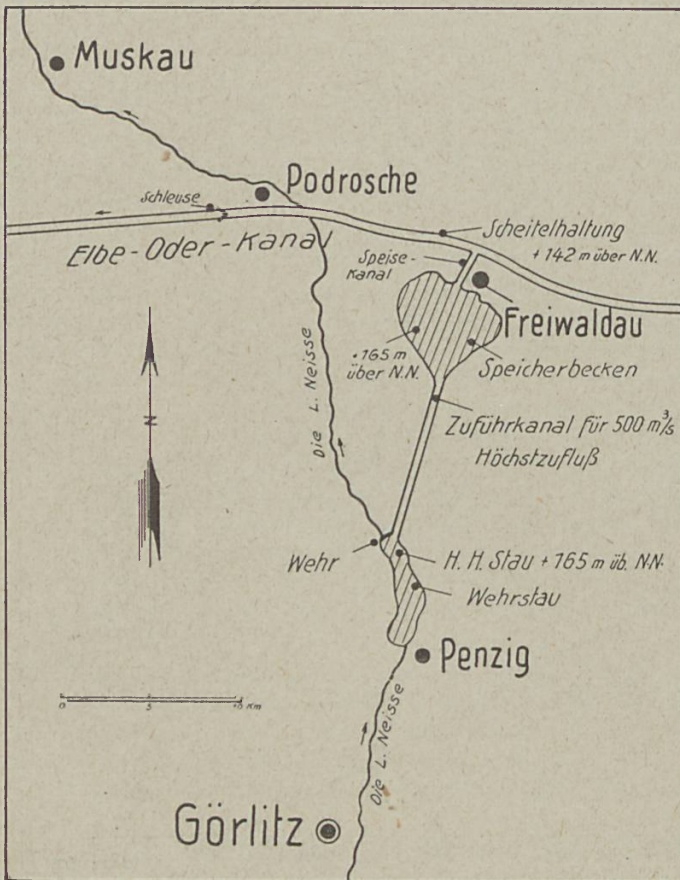 Muskau
Podrosche
Schleuse
Elbe-Oder-Kanal
Scheitelhaltung
+142 m über N.N.
Speise-
kanal
Freiwaldau
+165 m
über N.N.
Speicherbecken
Die L. Neisse
N
Zuführkanal für 500 m³/s
Höchstzufluß
Wehr
H. H. Stau +165 m üb. N.N.
Wehrstau
Penzig
0 5 10 Km
Die L. Neisse
Görlitz